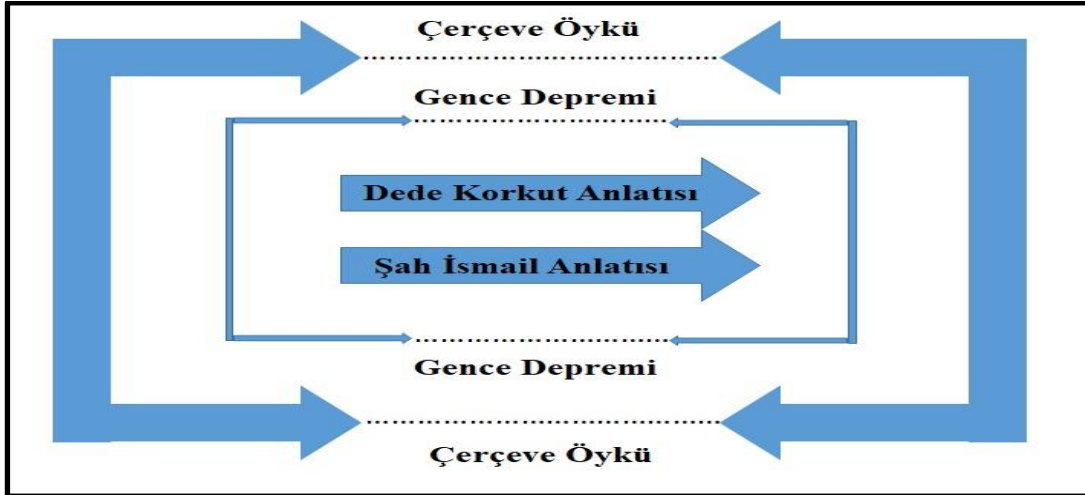 Çerçeve Öykü
Gence Depremi
Dede Korkut Anlatısı
Şah İsmail Anlatısı
Gence Depremi
Çerçeve Öykü